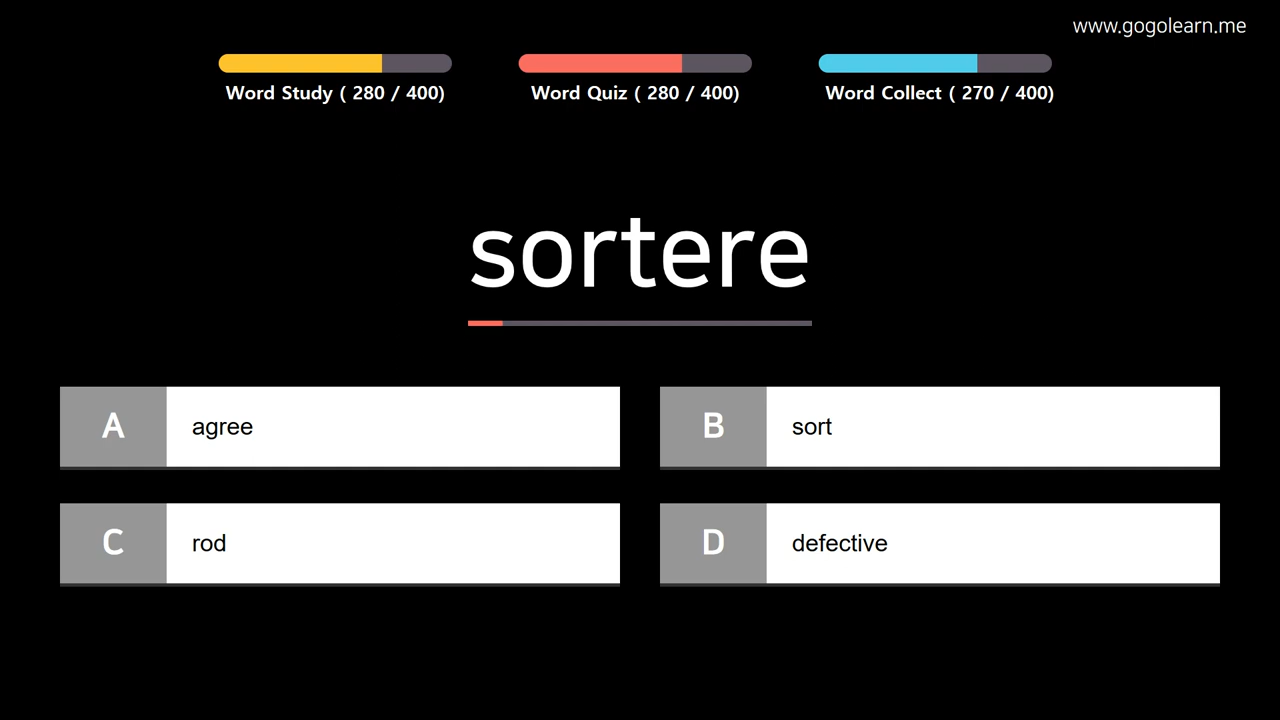 www.gogolearn.me
Word Study ( 280 / 400)
Word Quiz ( 280 / 400)
Word Collect ( 270 / 400)
sortere
A agree
B sort
C rod
D defective